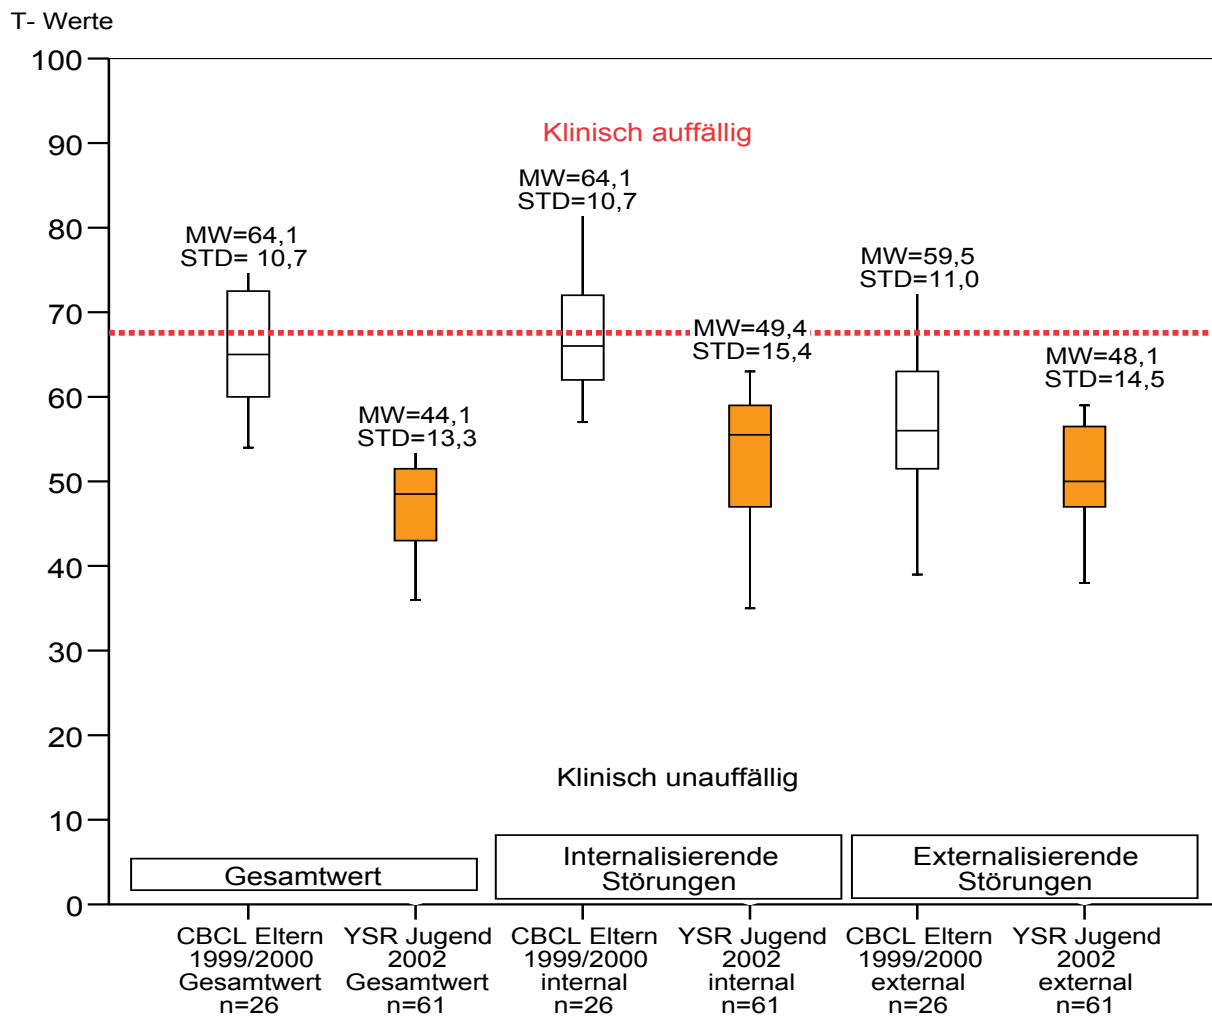 T- Werte
100
90
80
70
60
50
40
30
20
10
0
Klinisch auffällig
MW=64,1
STD= 10,7
MW=44,1
STD=13,3
MW=64,1
STD=10,7
MW=49,4
STD=15,4
MW=59,5
STD=11,0
MW=48,1
STD=14,5
Klinisch unauffällig
Gesamtwert
Internalisierende
Störungen
Externalisierende
Störungen
CBCL Eltern
1999/2000
Gesamtwert
n=26
YSR Jugend
2002
Gesamtwert
n=61
CBCL Eltern
1999/2000
internal
n=26
YSR Jugend
2002
internal
n=61
CBCL Eltern
1999/2000
external
n=26
YSR Jugend
2002
external
n=61